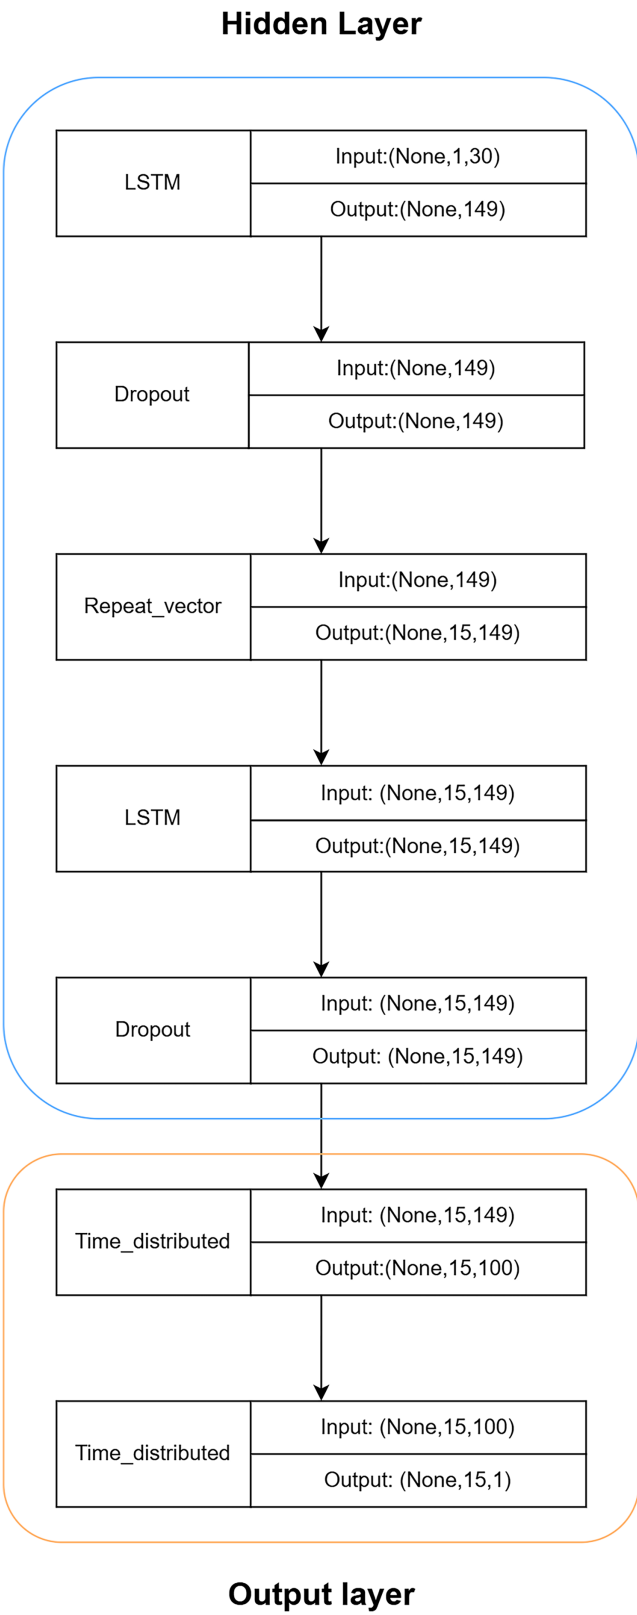 Hidden Layer
LSTM
Input:(None,1,30)
Output:(None,149)
Dropout
Input:(None,149)
Output:(None,149)
Repeat_vector
Input:(None,149)
Output:(None,15,149)
LSTM
Input: (None,15,149)
Output:(None,15,149)
Dropout
Input: (None,15,149)
Output: (None,15,149)
Time_distributed
Input: (None,15,149)
Output:(None,15,100)
Time_distributed
Input: (None,15,100)
Output: (None,15,1)
Output layer